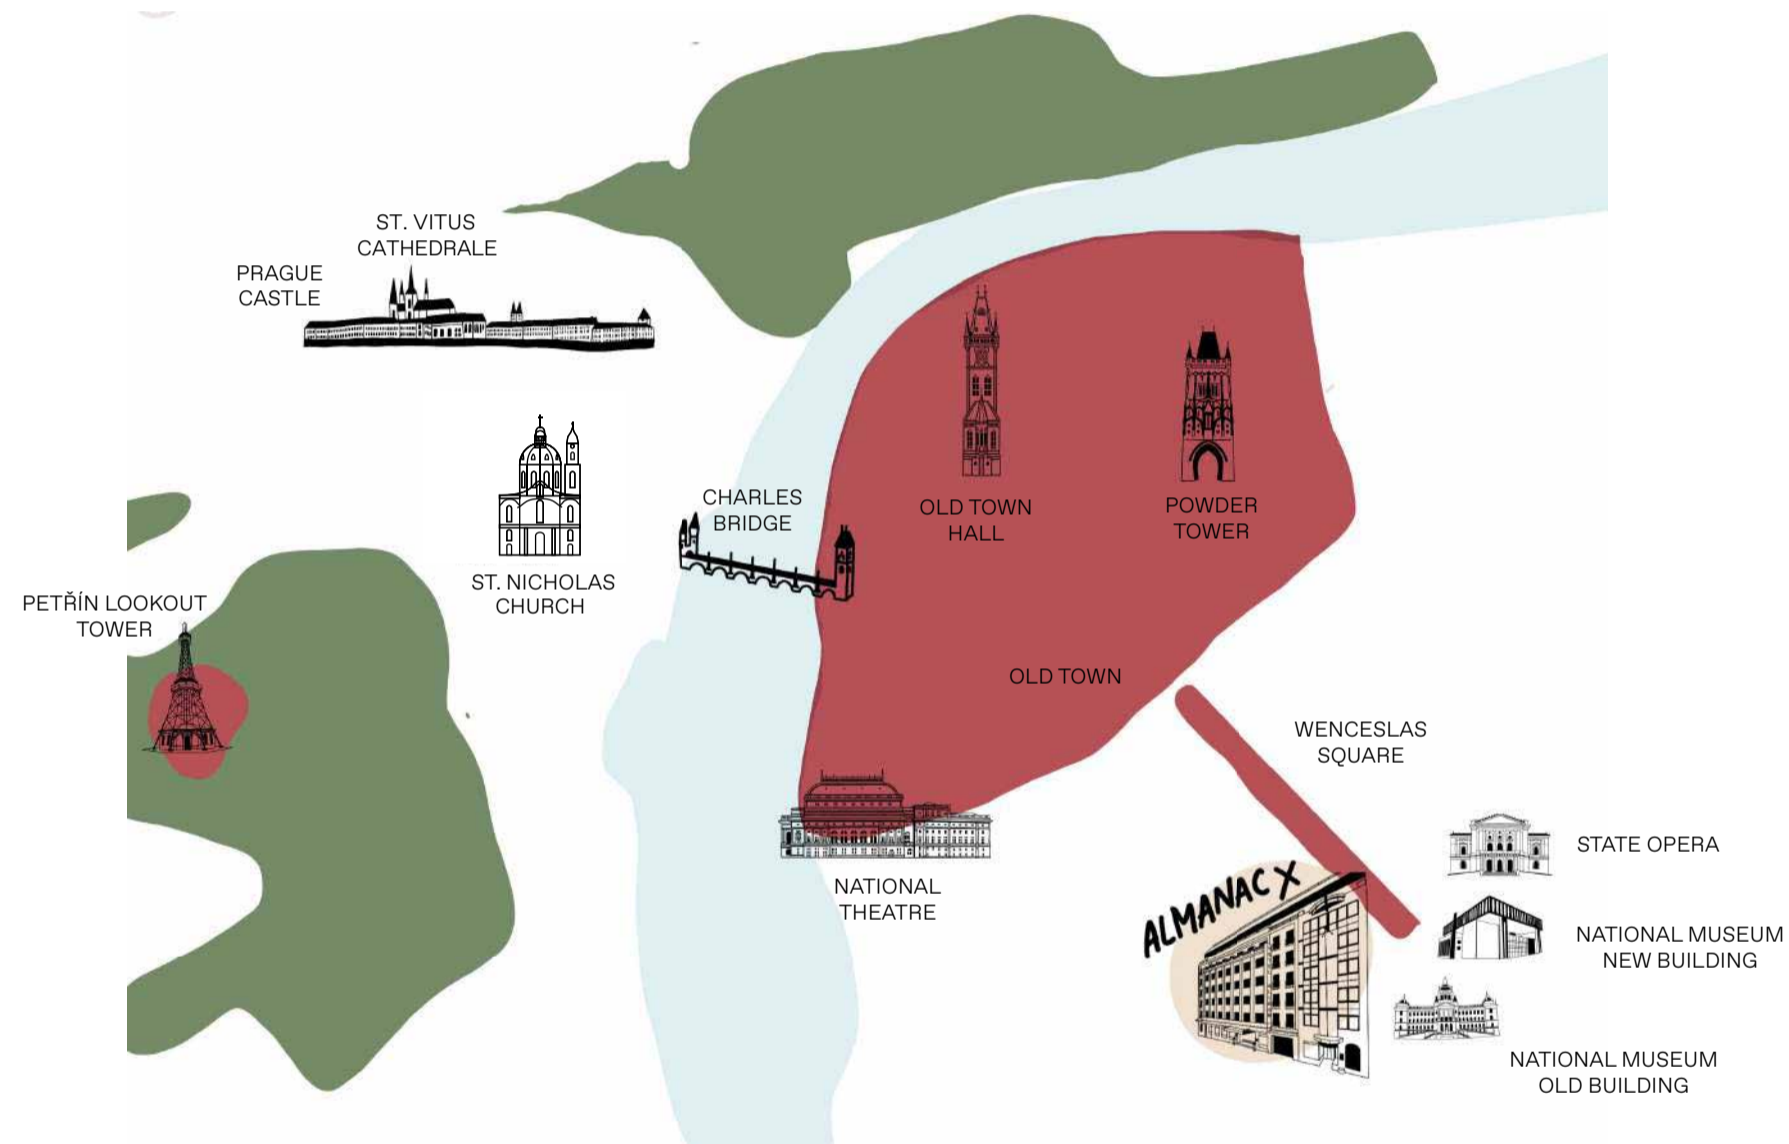 ST. VITUS
CATHEDRALE
PRAGUE
CASTLE
CHARLES
BRIDGE
OLD TOWN
HALL
POWDER
TOWER
ST. NICHOLAS
CHURCH
PETŘÍN LOOKOUT
TOWER
OLD TOWN
WENCESLAS
SQUARE
STATE OPERA
ALMANAC X
NATIONAL
THEATRE
NATIONAL MUSEUM
NEW BUILDING
NATIONAL MUSEUM
OLD BUILDING